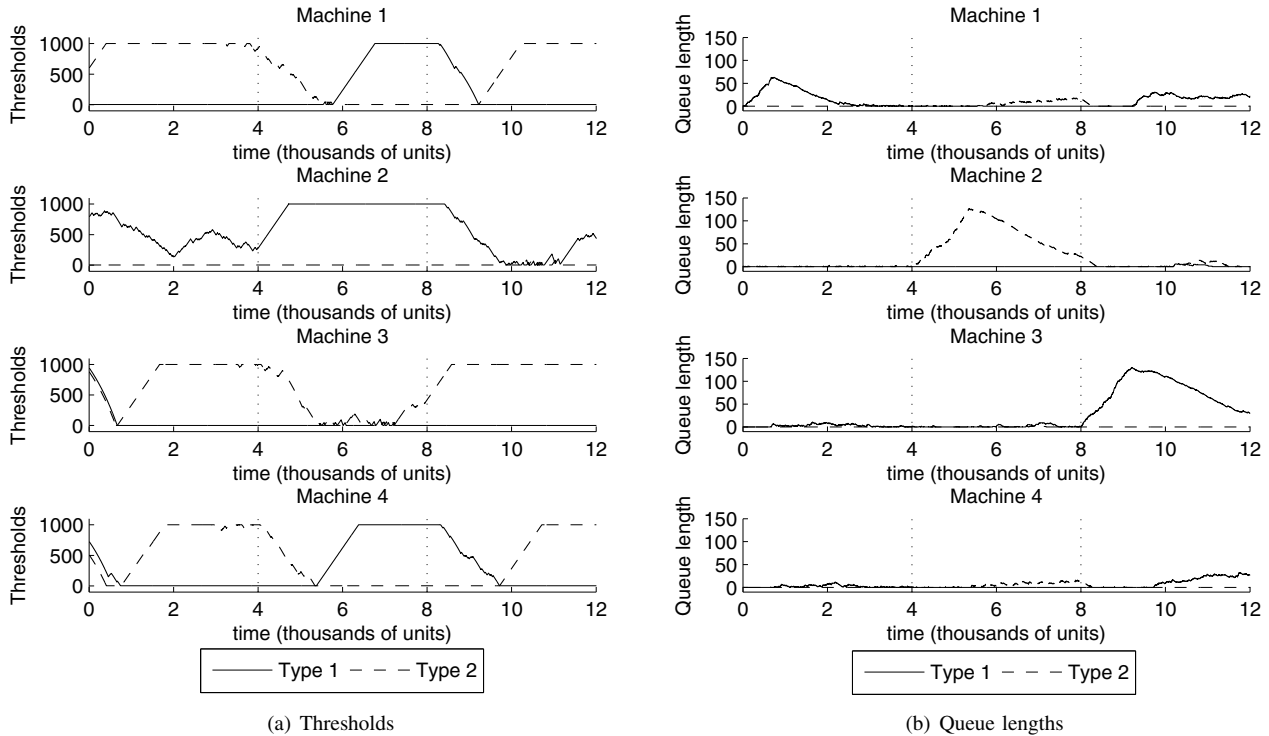 Machine 1
Thresholds
1000
500
0
0 2 4 6 8 10 12
time (thousands of units)
Machine 2
Thresholds
1000
500
0
0 2 4 6 8 10 12
time (thousands of units)
Machine 3
Thresholds
1000
500
0
0 2 4 6 8 10 12
time (thousands of units)
Machine 4
Thresholds
1000
500
0
0 2 4 6 8 10 12
time (thousands of units)
Type 1 Type 2
(a) Thresholds
Machine 1
Queue length
150
100
50
0
0 2 4 6 8 10 12
time (thousands of units)
Machine 2
Queue length
150
100
50
0
0 2 4 6 8 10 12
time (thousands of units)
Machine 3
Queue length
150
100
50
0
0 2 4 6 8 10 12
time (thousands of units)
Machine 4
Queue length
150
100
50
0
0 2 4 6 8 10 12
time (thousands of units)
Type 1 Type 2
(b) Queue lengths